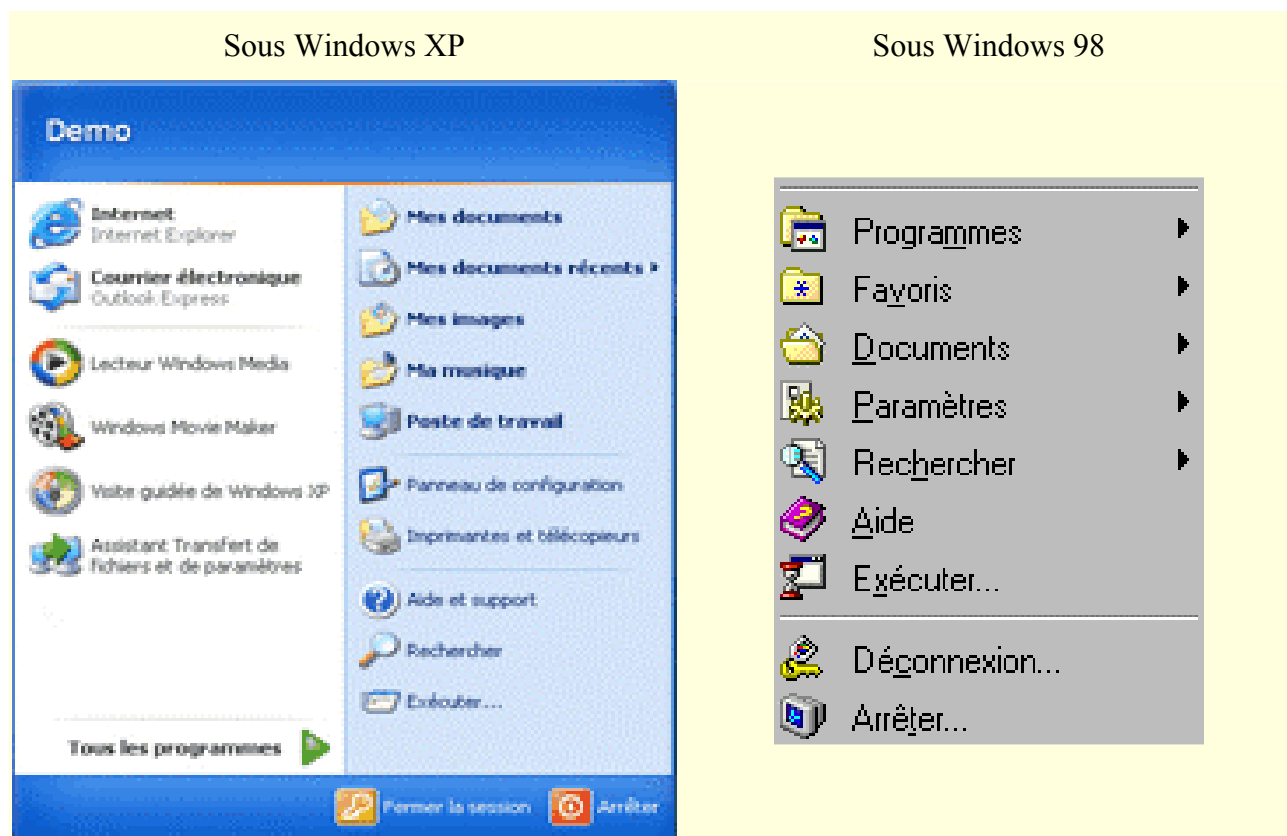 Sous Windows XP
Sous Windows 98
Demo
Internet
Internet Explorer
Courrier électronique
Outlook Express
Lecteur Windows Media
Windows Movie Maker
Visite guidée de Windows XP
Assistant Transfert de
fichiers et de paramètres
Tous les programmes
Mes documents
Mes documents récents
Mes images
Ma musique
Poste de travail
Panneau de configuration
Imprimantes et télécopieurs
Aide et support
Rechercher
Exécuter...
Fermer la session
Arrêter
Programmes
Favoris
Documents
Paramètres
Rechercher
Aide
Exécuter...
Déconnexion...
Arrêter...